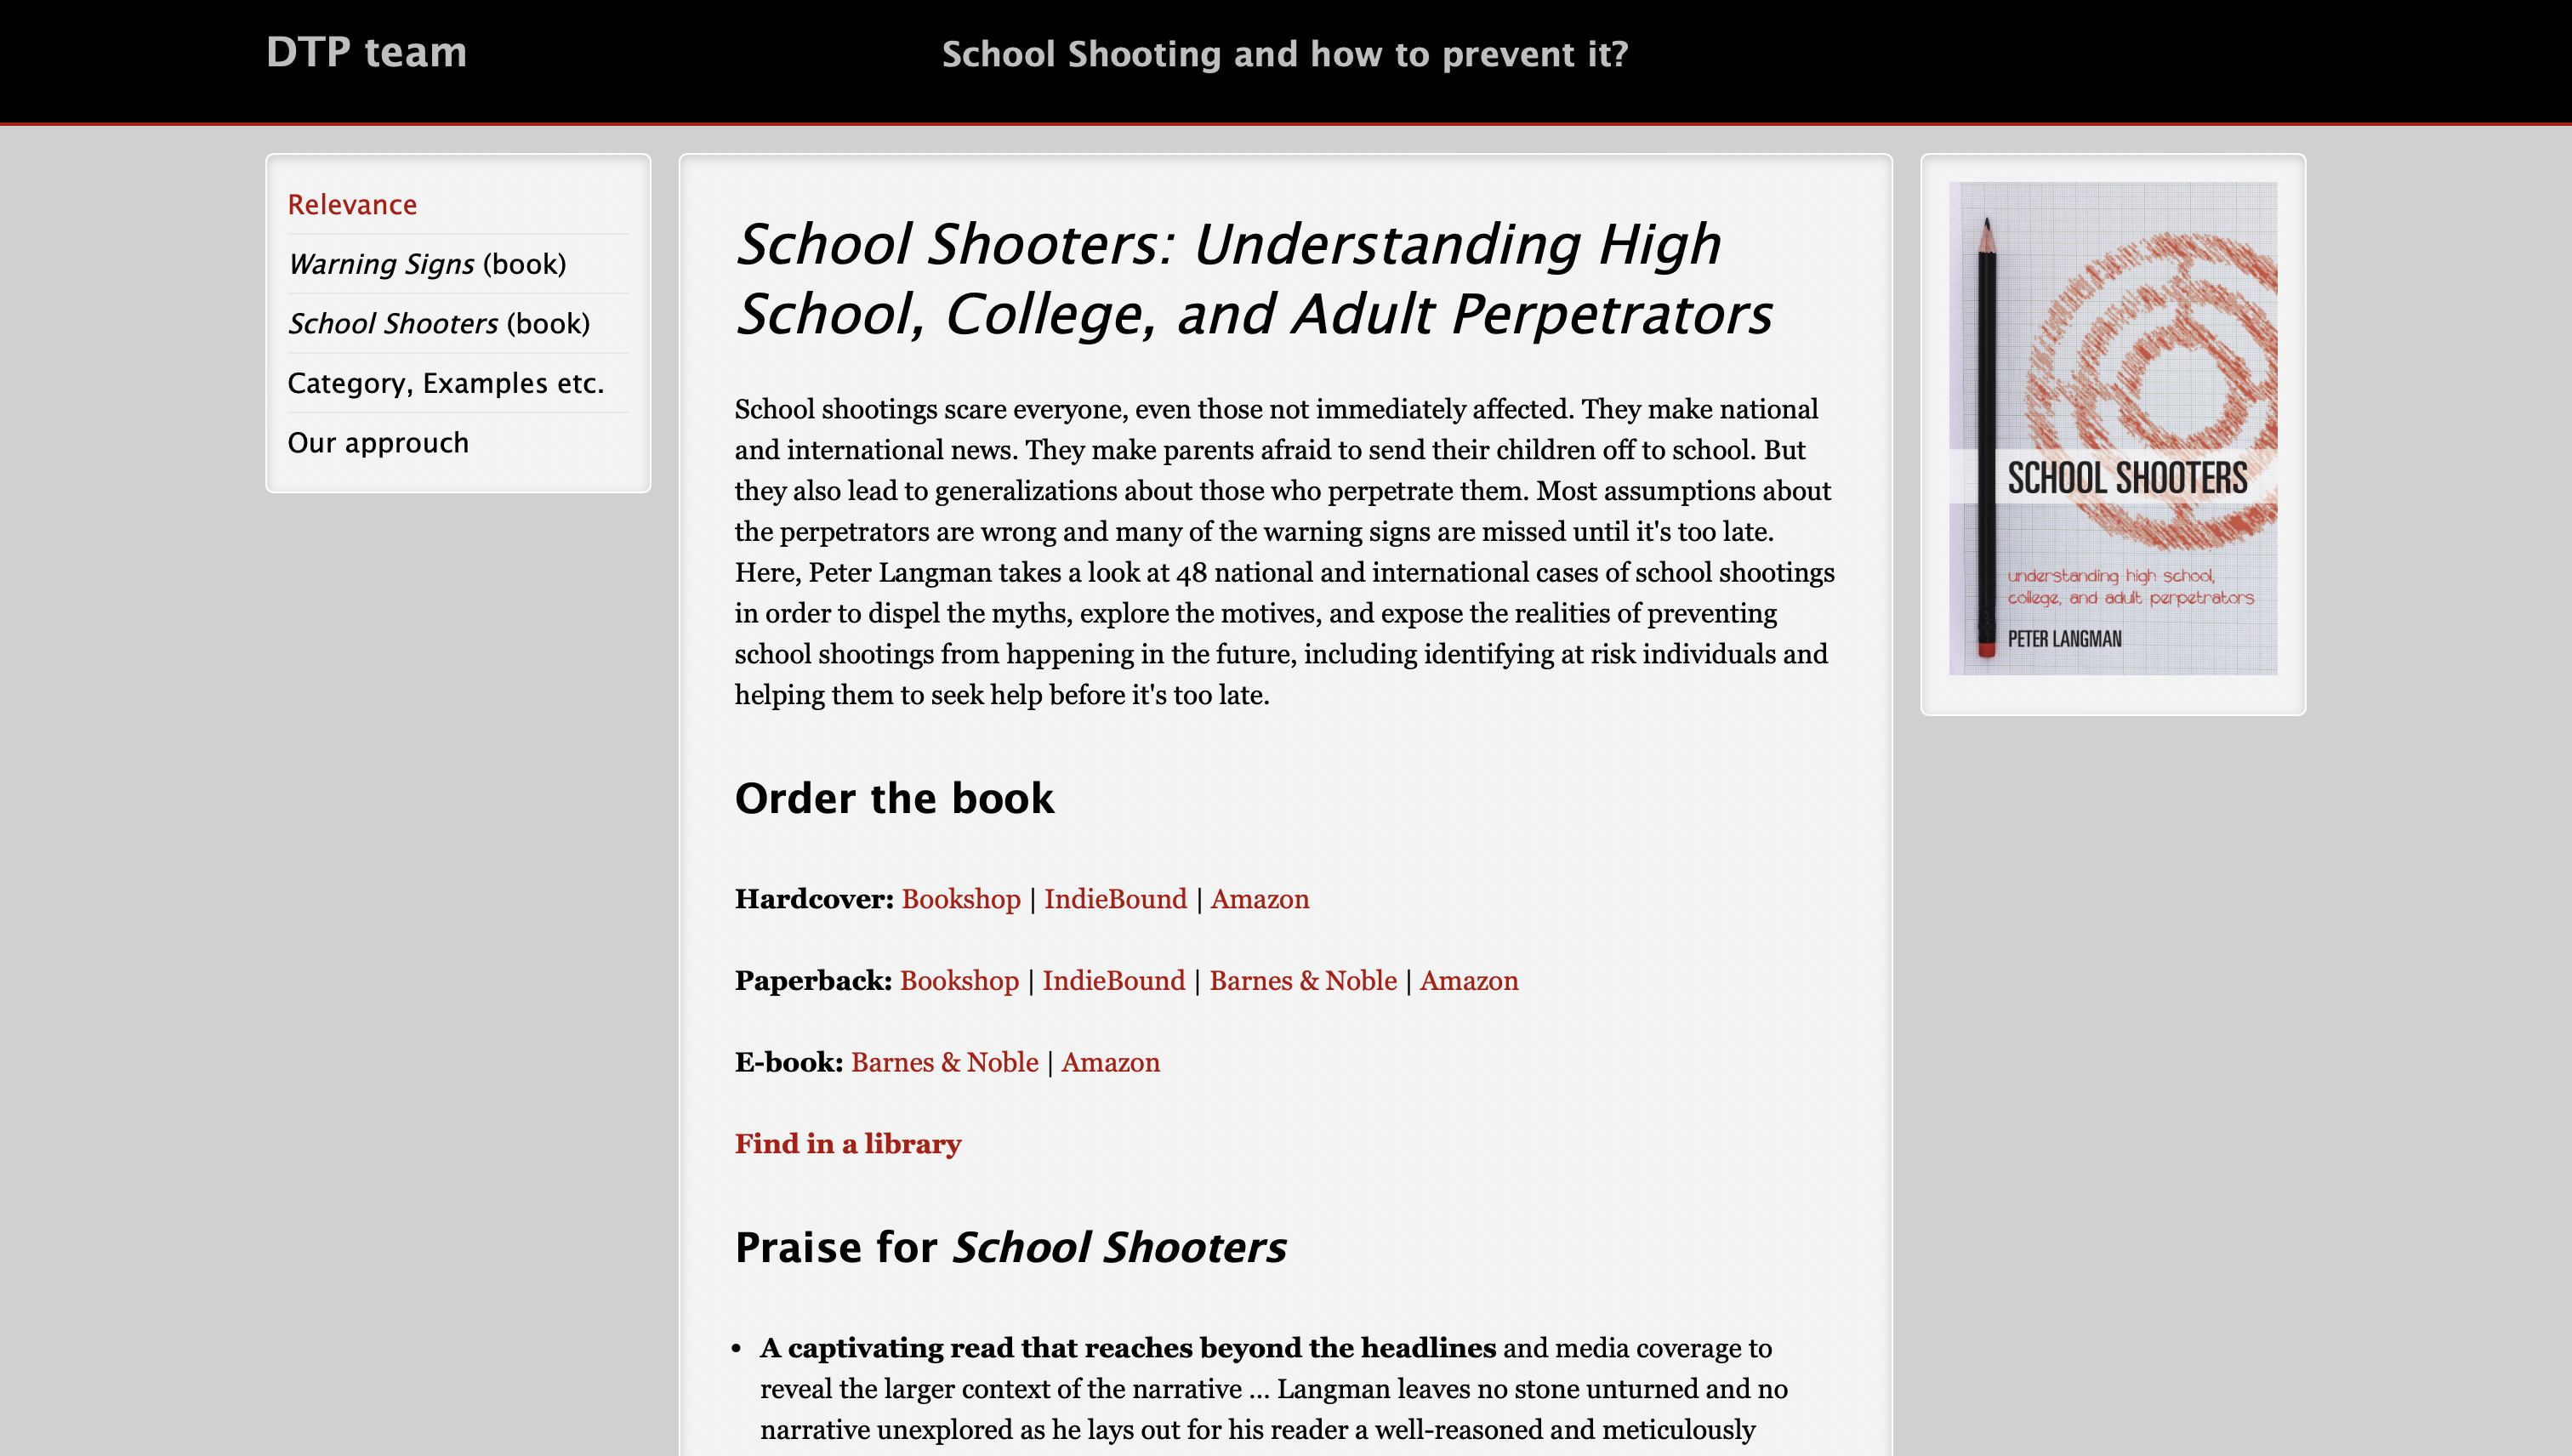 DTP team
School Shooting and how to prevent it?
Relevance
Warning Signs (book)
School Shooters (book)
Category, Examples etc.
Our approuch
School Shooters: Understanding High
School, College, and Adult Perpetrators
School shootings scare everyone, even those not immediately affected. They make national
and international news. They make parents afraid to send their children off to school. But
they also lead to generalizations about those who perpetrate them. Most assumptions about
the perpetrators are wrong and many of the warning signs are missed until it's too late.
Here, Peter Langman takes a look at 48 national and international cases of school shootings
in order to dispel the myths, explore the motives, and expose the realities of preventing
school shootings from happening in the future, including identifying at risk individuals and
helping them to seek help before it's too late.
Order the book
Hardcover: Bookshop | IndieBound | Amazon
Paperback: Bookshop | IndieBound | Barnes & Noble | Amazon
E-book: Barnes & Noble | Amazon
Find in a library
Praise for School Shooters
• A captivating read that reaches beyond the headlines and media coverage to
reveal the larger context of the narrative ... Langman leaves no stone unturned and no
narrative unexplored as he lays out for his reader a well-reasoned and meticulously
SCHOOL SHOOTERS
understanding high school,
college, and adult perpetrators
PETER LANGMAN